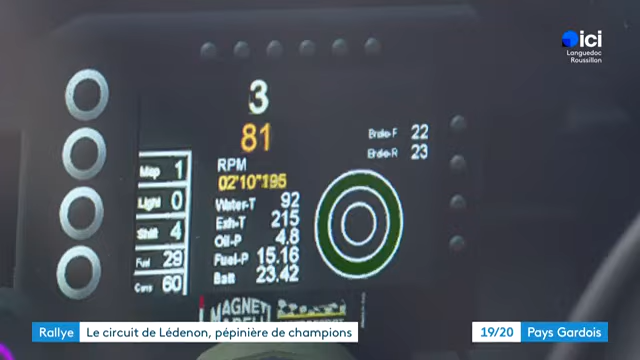 ici
Languedoc
Roussillon
3
81
Brake-F 22
Brake-R 23
RPM
02'10"195
Map 1
Light 0
Shift 4
Fuel 29
Cons 60
Water-T 92
Exh-T 215
Oil-P 4.8
Fuel-P 15.16
Batt 23.42
MAGNETI
MARELLI
Rallye Le circuit de Lédenon, pépinière de champions
19/20 Pays Gardois